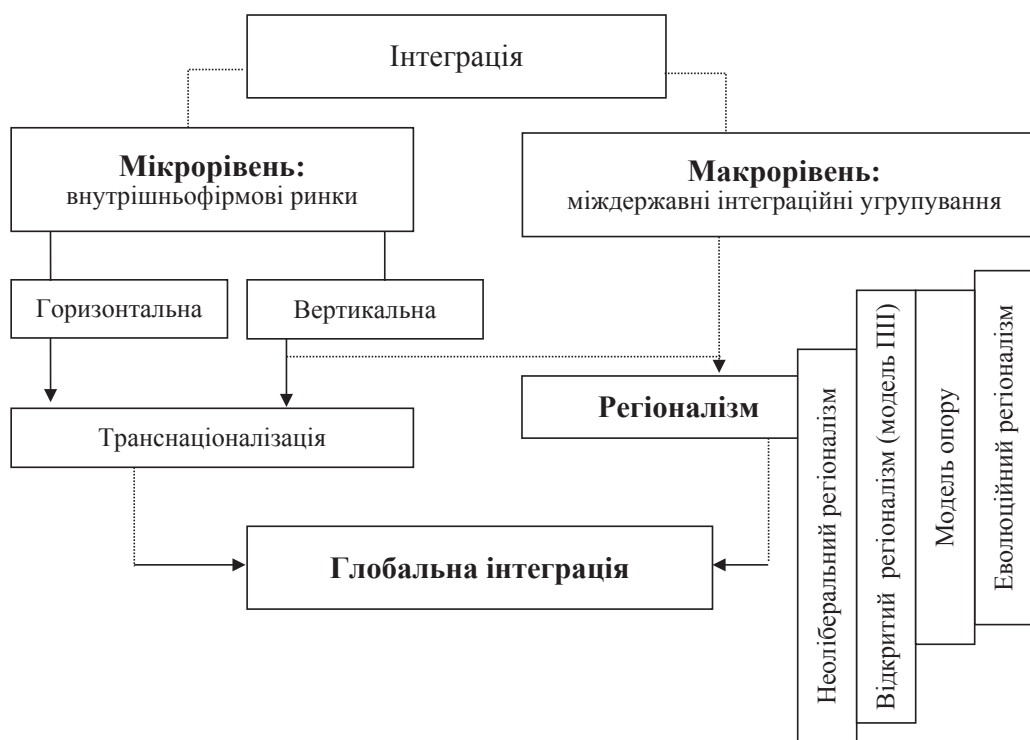 Інтеграція
Мікрорівень:
внутрішньофірмові ринки
Макрорівень:
міждержавні інтеграційні угрупування
Горизонтальна
Вертикальна
Транснаціоналізація
Регіоналізм
Глобальна інтеграція
Неоліберальний регіоналізм
Відкритий регіоналізм (модель ПІІ)
Модель опору
Еволюційний регіоналізм